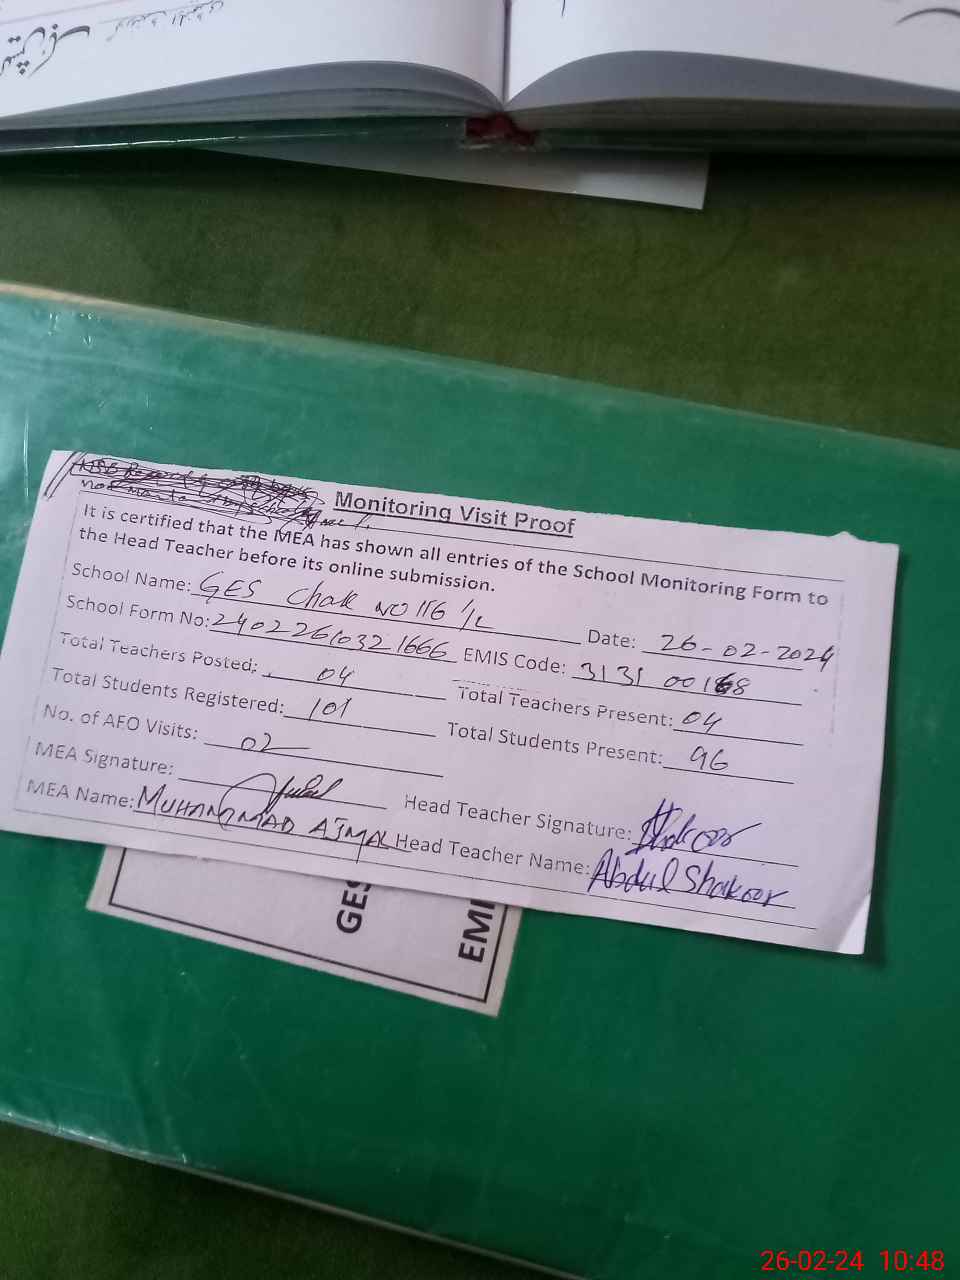 Monitoring Visit Proof
It is certified that the MEA has shown all entries of the School Monitoring Form to
the Head Teacher before its online submission.
School Name: GES Chak NO 116 1/L Date: 26-02-2024
School Form No: 24022610321666 EMIS Code: 3131 00168
Total Teachers Posted: 04 Total Teachers Present: 04
Total Students Registered: 101 Total Students Present: 96
No. of AEO Visits: 02
MEA Signature: Head Teacher Signature: Shakoor
MEA Name: MUHAMMAD AJMAL Head Teacher Name: Abdul Shakoor
GES
EMI
26-02-24 10:48